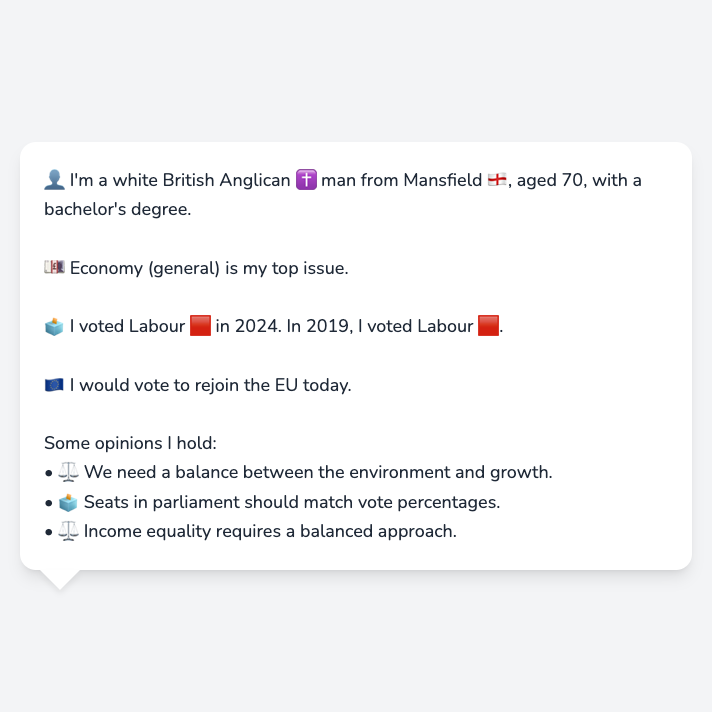 👤 I'm a white British Anglican ✝️ man from Mansfield 🏴󠁧󠁢󠁥󠁮󠁧󠁿, aged 70, with a
bachelor's degree.
💷 Economy (general) is my top issue.
🗳️ I voted Labour 🟥 in 2024. In 2019, I voted Labour 🟥.
🇪🇺 I would vote to rejoin the EU today.
Some opinions I hold:
• ⚖️ We need a balance between the environment and growth.
• 🗳️ Seats in parliament should match vote percentages.
• ⚖️ Income equality requires a balanced approach.